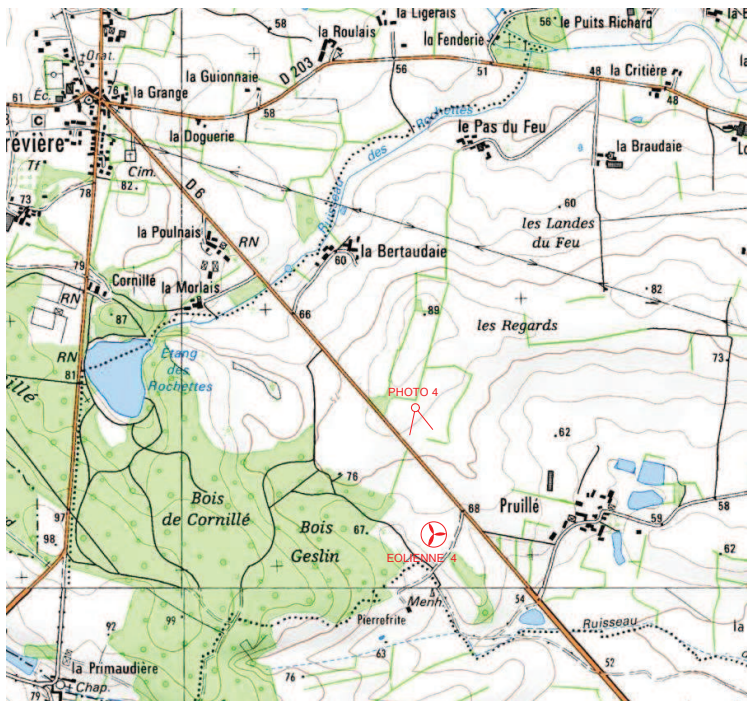 58
la Roulais
la Ligerais
la Fenderie
56
le Puits Richard
Orat.
la Guionnaie
D 203
56
51
48
la Critière
Éc.
76
la Grange
61
58
48
C
la Doguerie
Rochettes
le Pas du Feu
des
la Braudaie
Tf
Cim.
82
D 6
Ruisseau
73
78
la Poulnais
RN
60
les Landes
du Feu
60
la Bertaudaie
79
Cornillé
la Morlais
82
RN
87
66
89
les Regards
RN
Étang
des
Rochettes
73
81
PHOTO 4
62
76
Bois
de Cornillé
Bois
Geslin
67
68
Pruillé
58
59
97
98
EOLIENNE 4
62
Menh.
54
92
99
Pierrefrite
Ruisseau
63
la Primaudière
52
79
Chap.
76